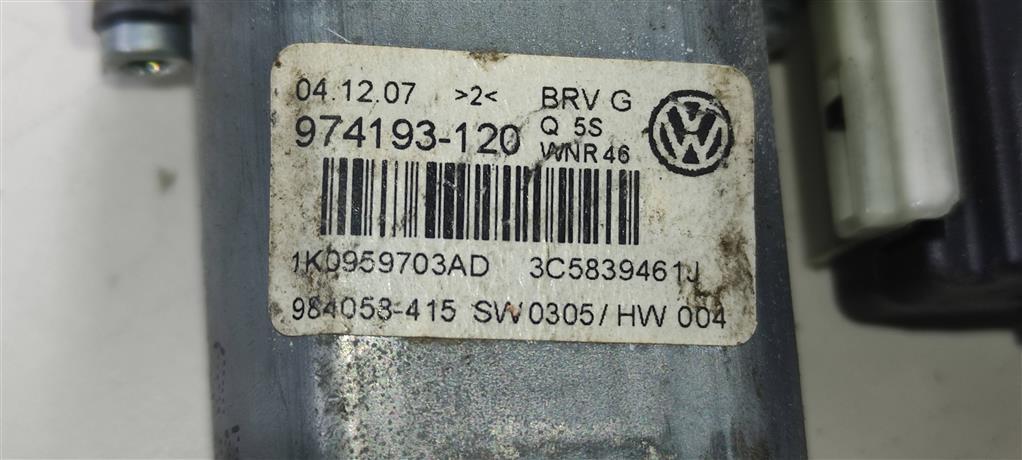 04.12.07 >2< BRV G
974193-120 Q 5S
WNR 46
1K0959703AD 3C5839461J
984053-415 SW 0305 / HW 004